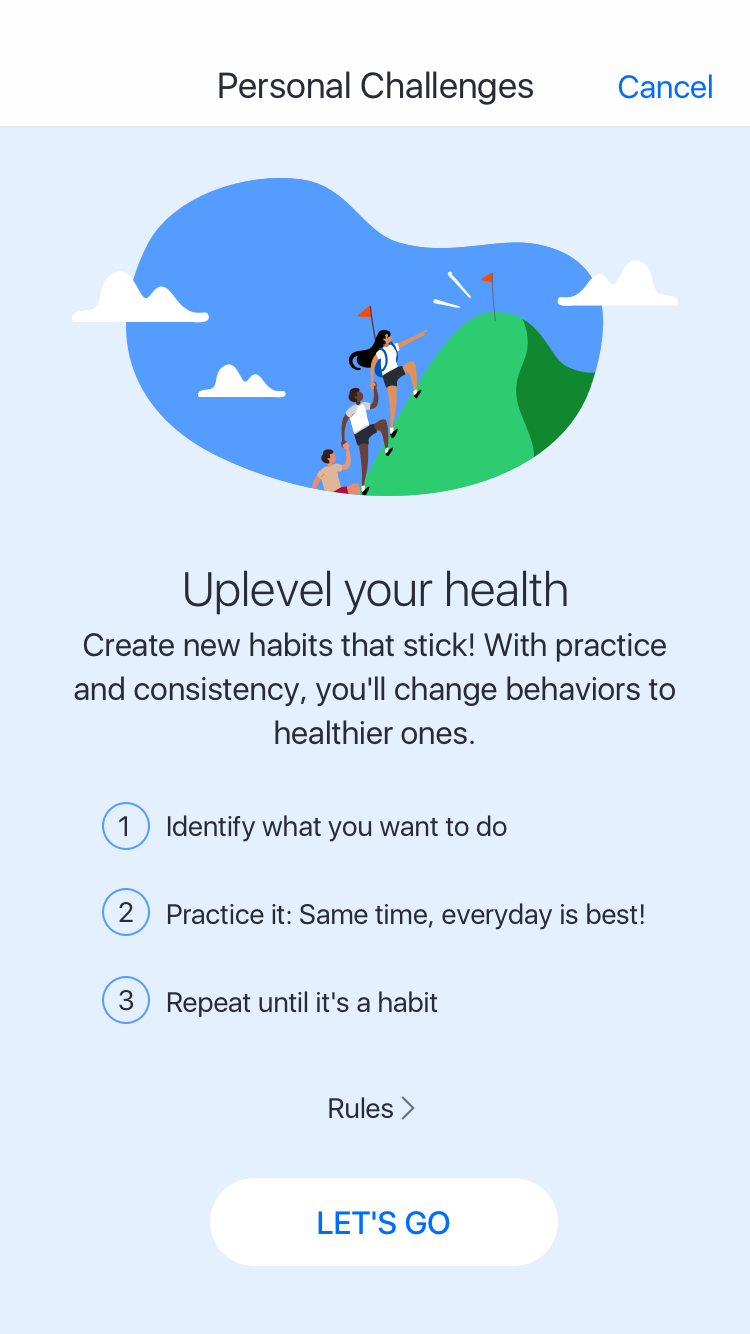 Personal Challenges
Cancel
Uplevel your health
Create new habits that stick! With practice
and consistency, you'll change behaviors to
healthier ones.
1 Identify what you want to do
2 Practice it: Same time, everyday is best!
3 Repeat until it's a habit
Rules
LET'S GO